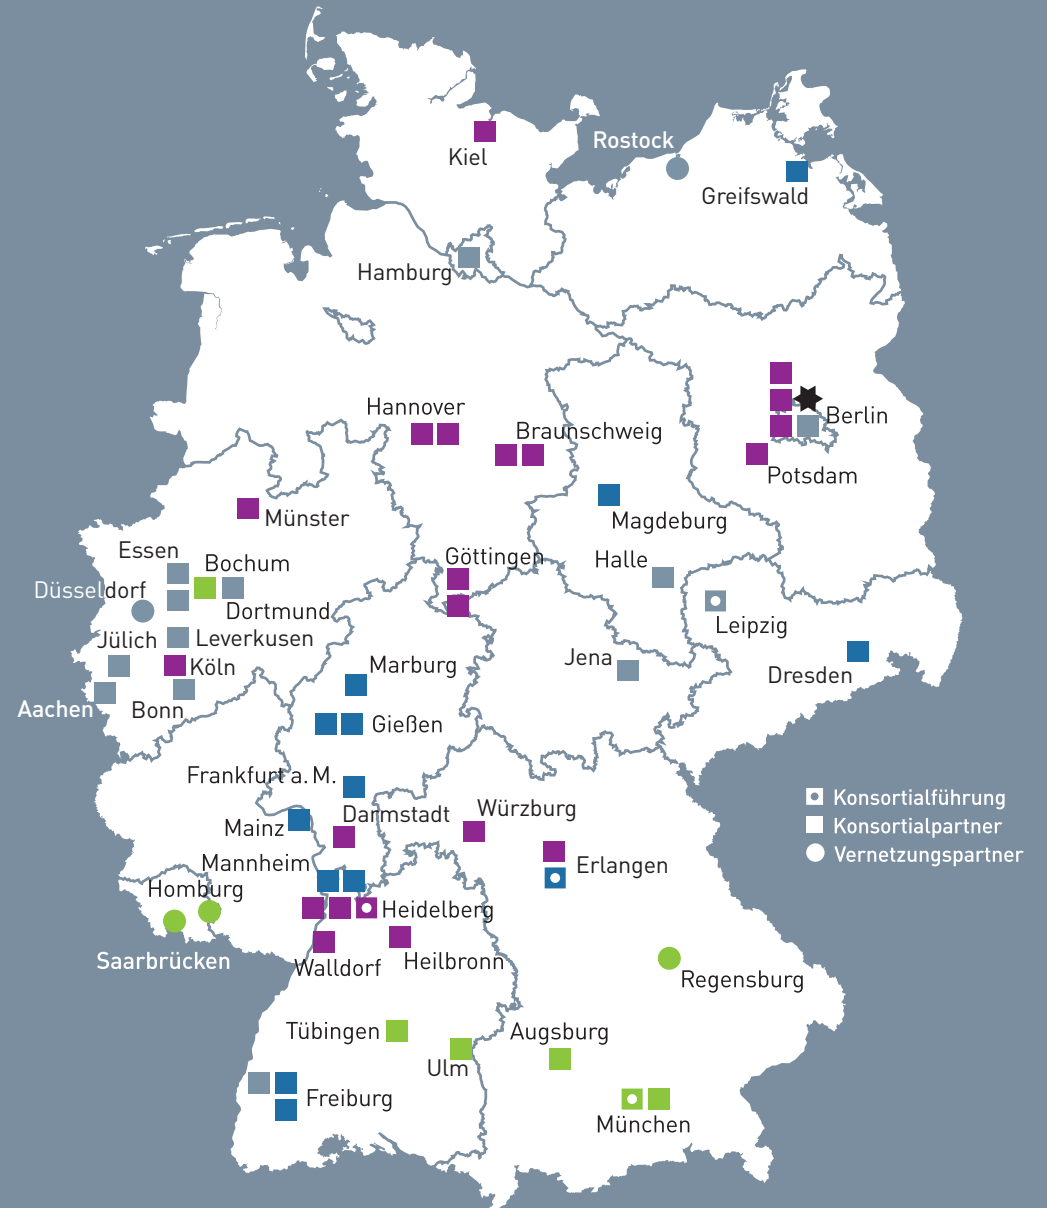 Rostock
Kiel
Greifswald
Hamburg
Hannover
Berlin
Braunschweig
Potsdam
Münster
Magdeburg
Essen
Bochum
Göttingen
Halle
Düsseldorf
Dortmund
Leipzig
Jülich
Leverkusen
Köln
Marburg
Jena
Dresden
Aachen
Bonn
Gießen
Frankfurt a. M.
Konsortialführung
Darmstadt
Würzburg
Mainz
Konsortialpartner
Vernetzungspartner
Mannheim
Erlangen
Homburg
Heidelberg
Saarbrücken
Walldorf
Heilbronn
Regensburg
Tübingen
Augsburg
Ulm
Freiburg
München